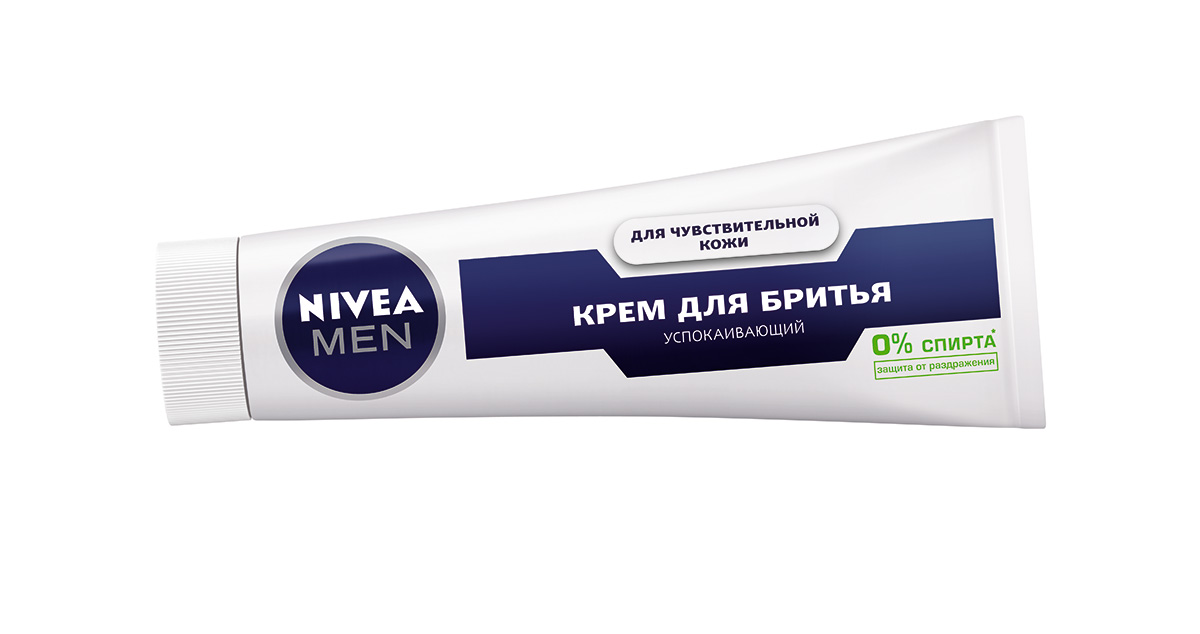 NIVEA
MEN
ДЛЯ ЧУВСТВИТЕЛЬНОЙ
КОЖИ
КРЕМ ДЛЯ БРИТЬЯ
УСПОКАИВАЮЩИЙ
0% СПИРТА*
защита от раздражения